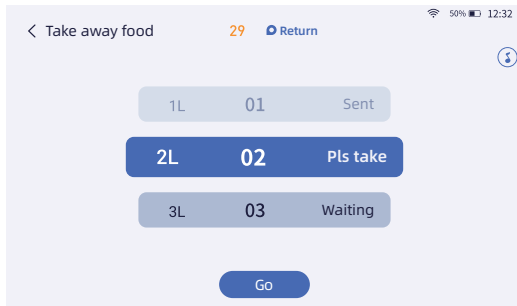 50% 12:32
Take away food 29 Return
1L 01 Sent
2L 02 Pls take
3L 03 Waiting
Go